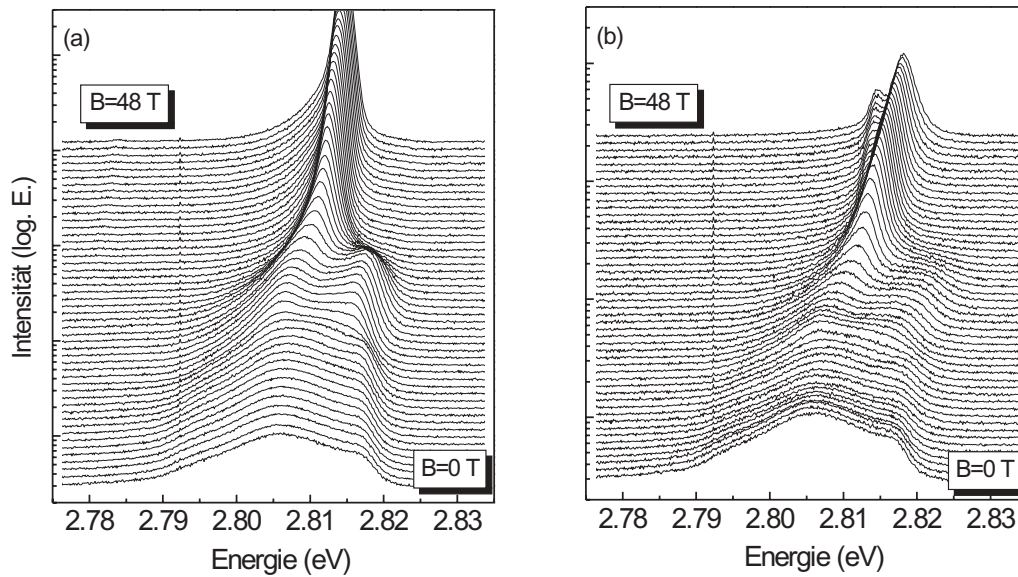 (a)
B=48 T
B=0 T
Intensität (log. E.)
2.78 2.79 2.80 2.81 2.82 2.83
Energie (eV)
(b)
B=48 T
B=0 T
2.78 2.79 2.80 2.81 2.82 2.83
Energie (eV)